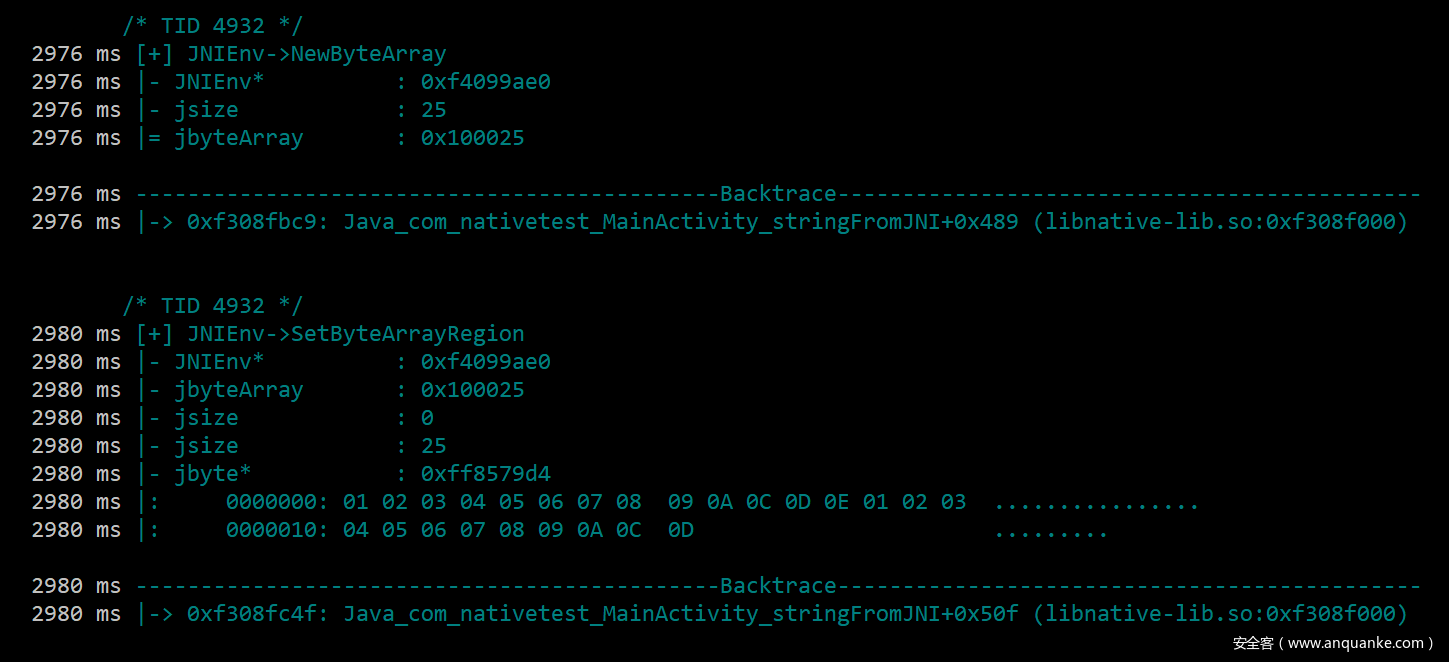 /* TID 4932 */
2976 ms [+] JNIEnv->NewByteArray
2976 ms |- JNIEnv*          : 0xf4099ae0
2976 ms |- jsize            : 25
2976 ms |= jbyteArray       : 0x100025
2976 ms ---------------------------------------------Backtrace---------------------------------------------
2976 ms |-> 0xf308fbc9: Java_com_nativetest_MainActivity_stringFromJNI+0x489 (libnative-lib.so:0xf308f000)
/* TID 4932 */
2980 ms [+] JNIEnv->SetByteArrayRegion
2980 ms |- JNIEnv*          : 0xf4099ae0
2980 ms |- jbyteArray       : 0x100025
2980 ms |- jsize            : 0
2980 ms |- jsize            : 25
2980 ms |- jbyte*           : 0xff8579d4
2980 ms |:     0000000: 01 02 03 04 05 06 07 08  09 0A 0C 0D 0E 01 02 03  ................
2980 ms |:     0000010: 04 05 06 07 08 09 0A 0C  0D                       .........
2980 ms ---------------------------------------------Backtrace---------------------------------------------
2980 ms |-> 0xf308fc4f: Java_com_nativetest_MainActivity_stringFromJNI+0x50f (libnative-lib.so:0xf308f000)
安全客（www.anquanke.com）